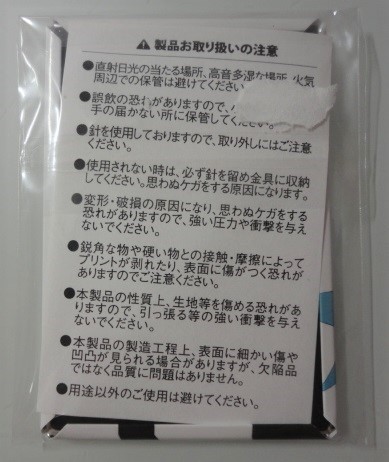 ⚠製品お取り扱いの注意
●直射日光の当たる場所、高音多湿な場所、火気
周辺での保管は避けてください
●誤飲の恐れがありますので、
手の届かない所に保管してください。
●針を使用しておりますので、取り外しにはご注意
ください。
●使用されない時は、必ず針を留め金具に収納
してください。思わぬケガをする原因になります。
●変形・破損の原因になり、思わぬケガをする
恐れがありますので、強い圧力や衝撃を与え
ないでください。
●鋭角な物や硬い物との接触・摩擦によって
プリントが剥れたり、表面に傷がつく恐れが
ありますのでご注意ください。
●本製品の性質上、生地等を傷める恐れがあ
りますので、引っ張る等の強い衝撃を与え
ないでください。
●本製品の製造工程上、表面に細かい傷や
凹凸が見られる場合がありますが、欠陥品
ではなく品質に問題はありません。
●用途以外のご使用は避けてください。